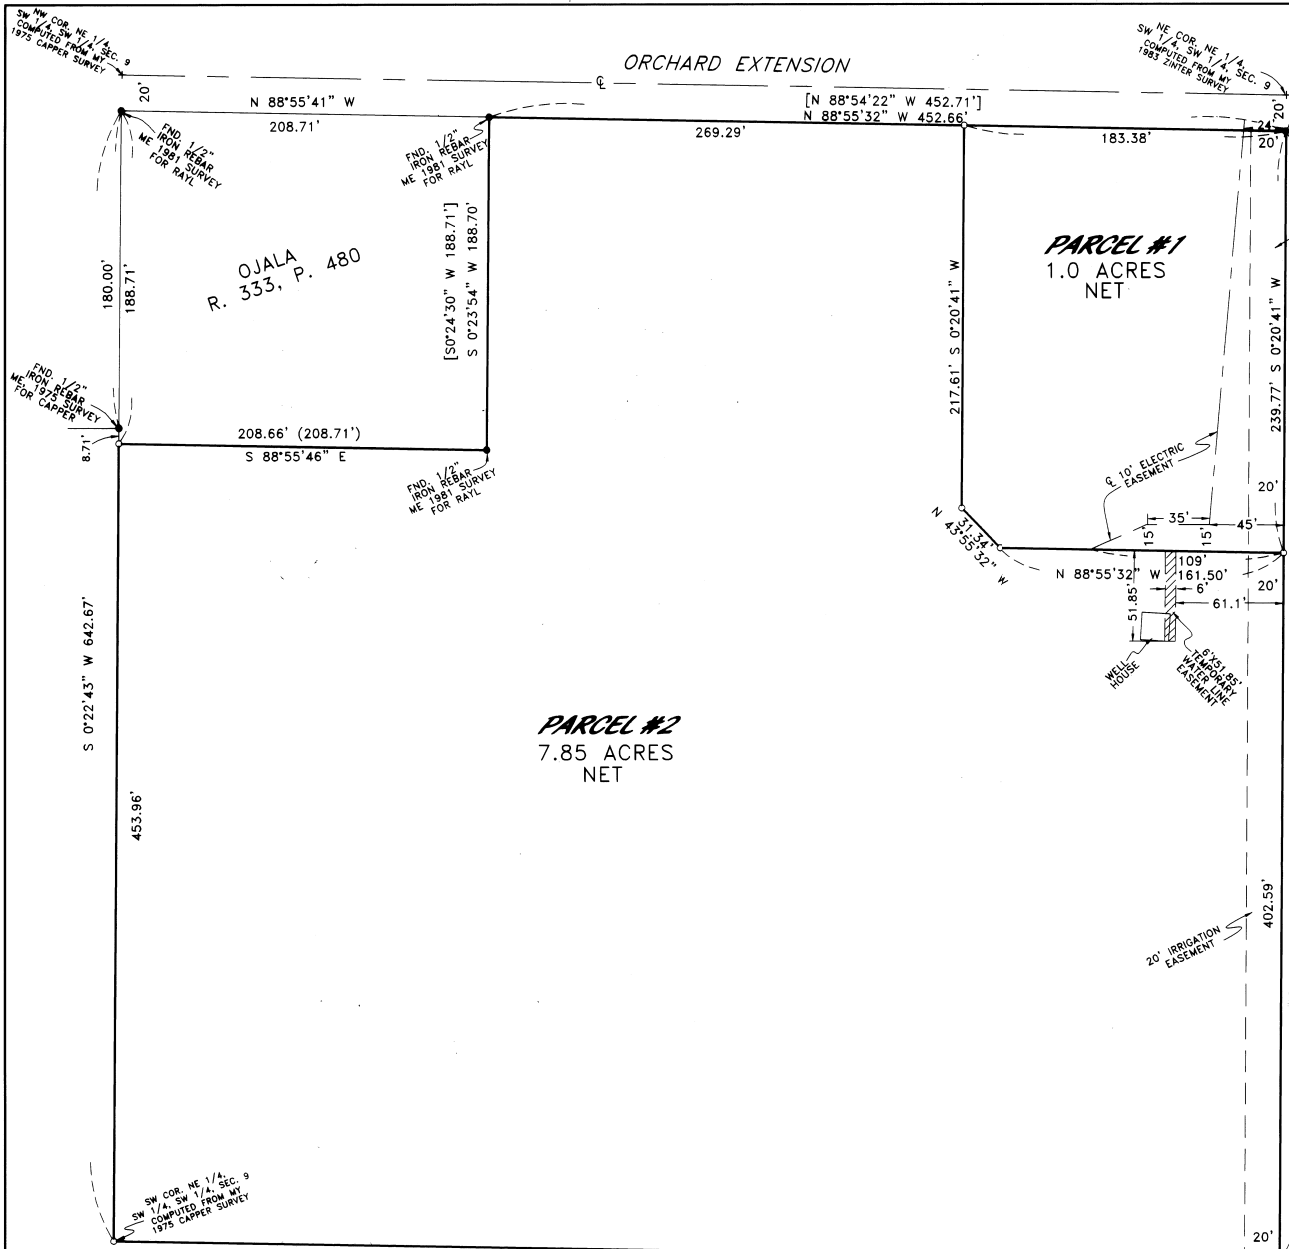 NW COR. NE 1/4,
SW 1/4, SW 1/4, SEC. 9
COMPUTED FROM MY
1975 CAPPER SURVEY
20'
ORCHARD EXTENSION
℄
NE COR. NE 1/4,
SW 1/4, SW 1/4, SEC. 9
COMPUTED FROM MY
1983 ZINTER SURVEY
20'
N 88°55'41" W
208.71'
[N 88°54'22" W 452.71']
N 88°55'32" W 452.66'
269.29'
183.38'
24'
20'
FND. 1/2"
IRON REBAR
ME 1981 SURVEY
FOR RAYL
FND. 1/2"
IRON REBAR
ME 1981 SURVEY
FOR RAYL
180.00'
188.71'
OJALA
R. 333, P. 480
[S0°24'30" W 188.71']
S 0°23'54" W 188.70'
217.61' S 0°20'41" W
PARCEL #1
1.0 ACRES
NET
239.77' S 0°20'41" W
FND. 1/2"
IRON REBAR
ME, 1975 SURVEY
FOR CAPPER
8.71'
208.66' (208.71')
S 88°55'46" E
FND. 1/2"
IRON REBAR
ME 1981 SURVEY
FOR RAYL
℄ 10' ELECTRIC
EASEMENT
20'
35'
45'
15'
15'
31.34'
N 43°55'32" W
N 88°55'32" W
109'
161.50'
6'
20'
51.85'
61.1'
WELL
HOUSE
6'X51.85'
TEMPORARY
WATER LINE
EASEMENT
S 0°22'43" W 642.67'
PARCEL #2
7.85 ACRES
NET
453.96'
402.59'
20' IRRIGATION
EASEMENT
SW COR. NE 1/4,
SW 1/4, SW 1/4, SEC. 9
COMPUTED FROM MY
1975 CAPPER SURVEY
20'